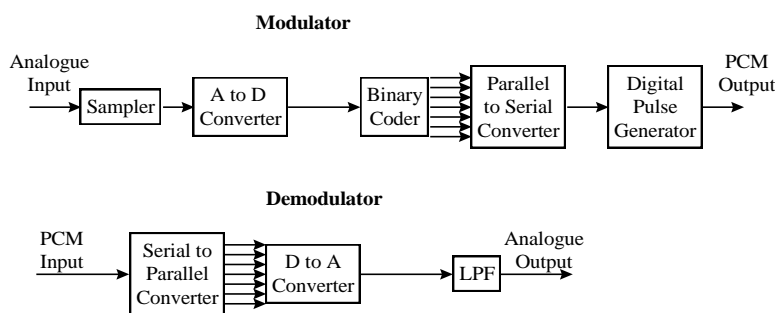 Modulator
Analogue
Input
Sampler
A to D
Converter
Binary
Coder
Parallel
to Serial
Converter
Digital
Pulse
Generator
PCM
Output
Demodulator
PCM
Input
Serial to
Parallel
Converter
D to A
Converter
LPF
Analogue
Output